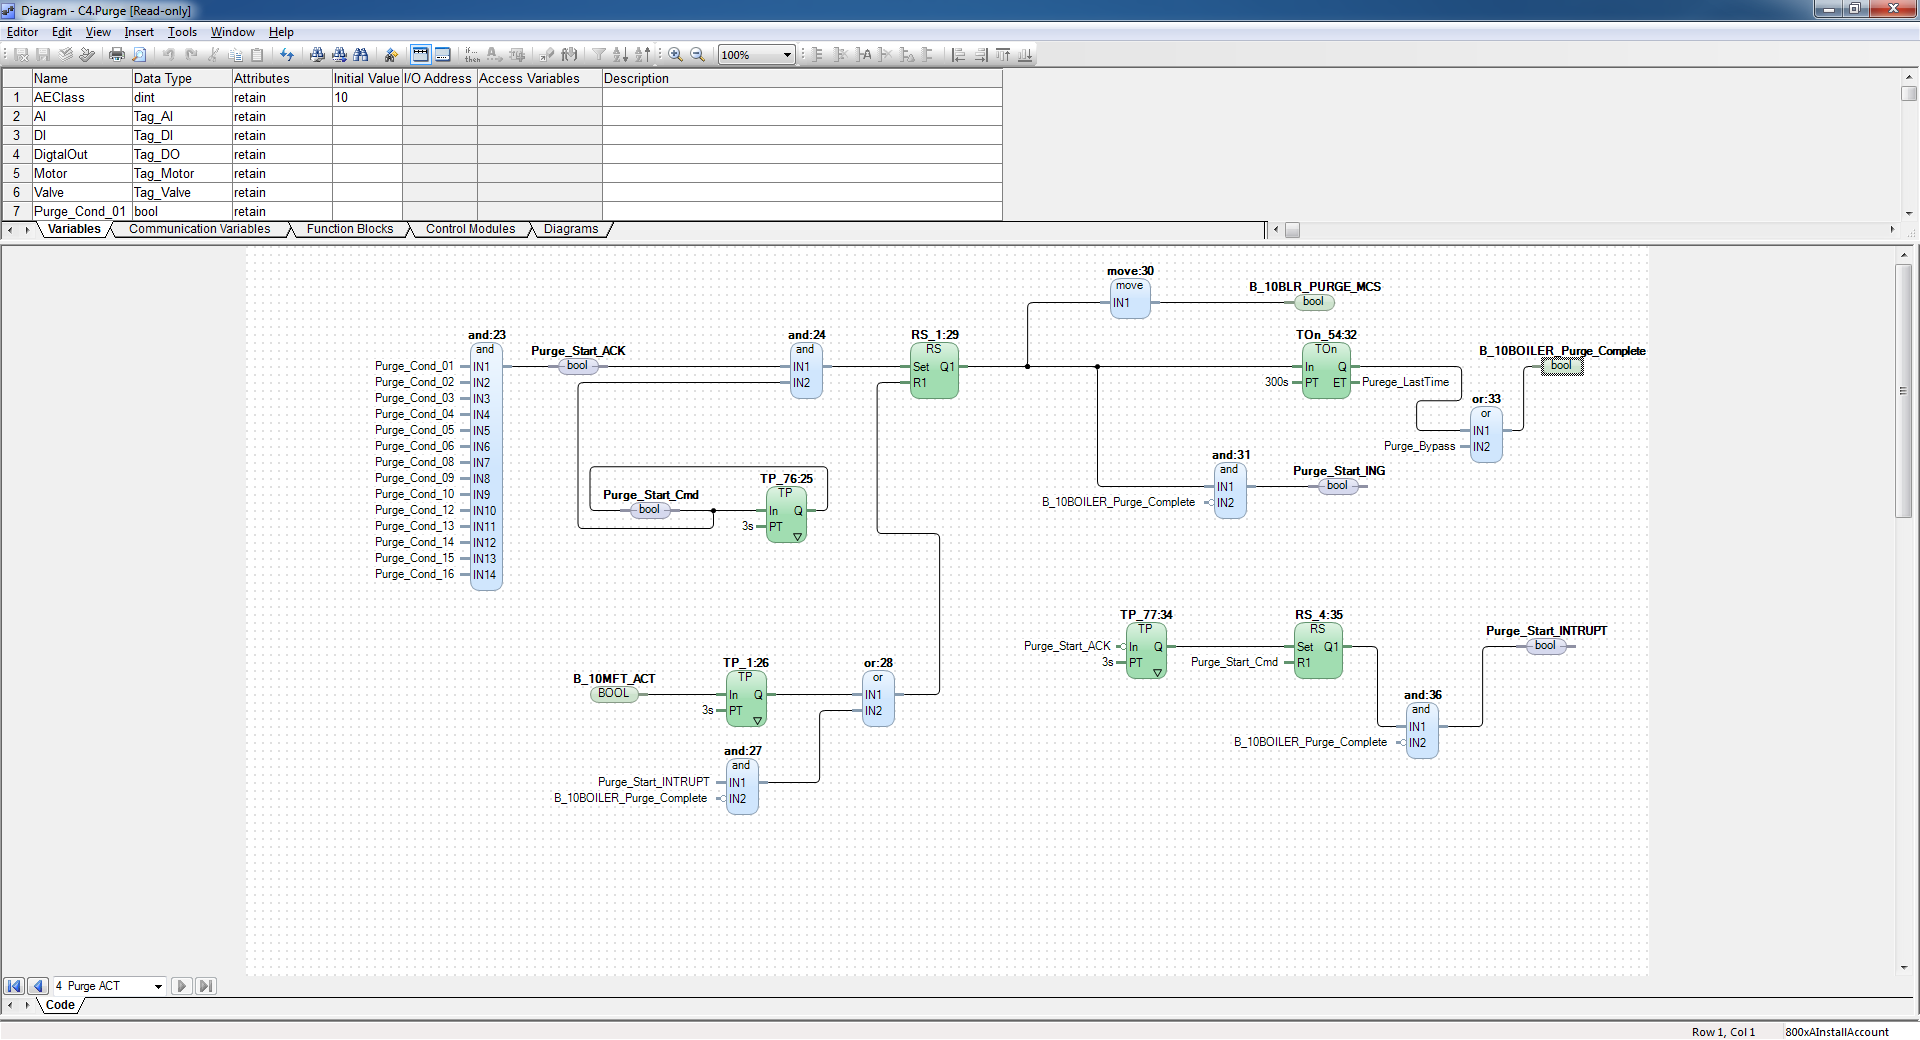 Diagram - C4.Purge [Read-only]
Editor Edit View Insert Tools Window Help
100%
Name Data Type Attributes Initial Value I/O Address Access Variables Description
1 AEClass dint retain 10
2 AI Tag_AI retain
3 DI Tag_DI retain
4 DigtalOut Tag_DO retain
5 Motor Tag_Motor retain
6 Valve Tag_Valve retain
7 Purge_Cond_01 bool retain
Variables Communication Variables Function Blocks Control Modules Diagrams
move:30
move
IN1
B_10BLR_PURGE_MCS
bool
and:23
and
Purge_Cond_01 IN1
Purge_Cond_02 IN2
Purge_Cond_03 IN3
Purge_Cond_04 IN4
Purge_Cond_05 IN5
Purge_Cond_06 IN6
Purge_Cond_08 IN7
Purge_Cond_09 IN8
Purge_Cond_10 IN9
Purge_Cond_12 IN10
Purge_Cond_13 IN11
Purge_Cond_14 IN12
Purge_Cond_15 IN13
Purge_Cond_16 IN14
Purge_Start_ACK
bool
and:24
and
IN1
IN2
RS_1:29
RS
Set Q1
R1
TOn_54:32
TOn
In Q
300s PT ET Purege_LastTime
B_10BOILER_Purge_Complete
bool
or:33
or
IN1
Purge_Bypass IN2
and:31
and
IN1
B_10BOILER_Purge_Complete IN2
Purge_Start_ING
bool
Purge_Start_Cmd
bool
TP_76:25
TP
In Q
3s PT
B_10MFT_ACT
BOOL
TP_1:26
TP
In Q
3s PT
or:28
or
IN1
IN2
and:27
and
Purge_Start_INTRUPT IN1
B_10BOILER_Purge_Complete IN2
TP_77:34
TP
Purge_Start_ACK In Q
3s PT
RS_4:35
RS
Set Q1
Purge_Start_Cmd R1
Purge_Start_INTRUPT
bool
and:36
and
IN1
B_10BOILER_Purge_Complete IN2
4 Purge ACT
Code
Row 1, Col 1 800xAInstallAccount